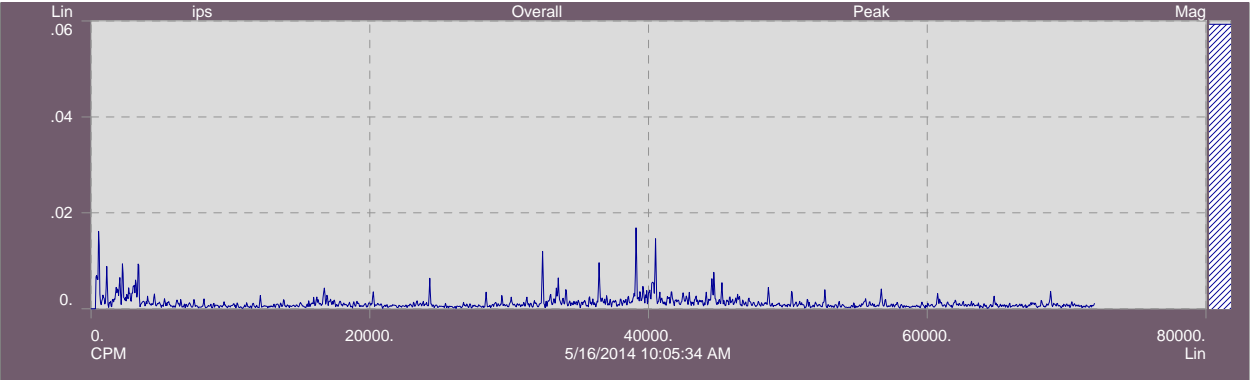 Lin ips Overall Peak Mag
.06
.04
.02
0.
0. 20000. 40000. 60000. 80000.
CPM 5/16/2014 10:05:34 AM Lin